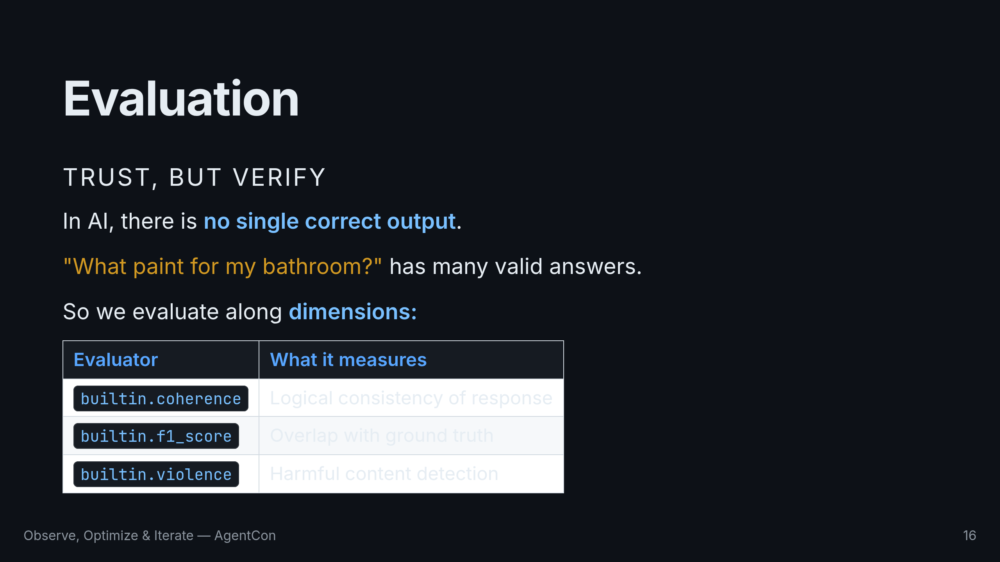 Evaluation
TRUST, BUT VERIFY
In AI, there is no single correct output.
"What paint for my bathroom?" has many valid answers.
So we evaluate along dimensions:
Evaluator What it measures
builtin.coherence Logical consistency of response
builtin.f1_score Overlap with ground truth
builtin.violence Harmful content detection
Observe, Optimize & Iterate — AgentCon 16